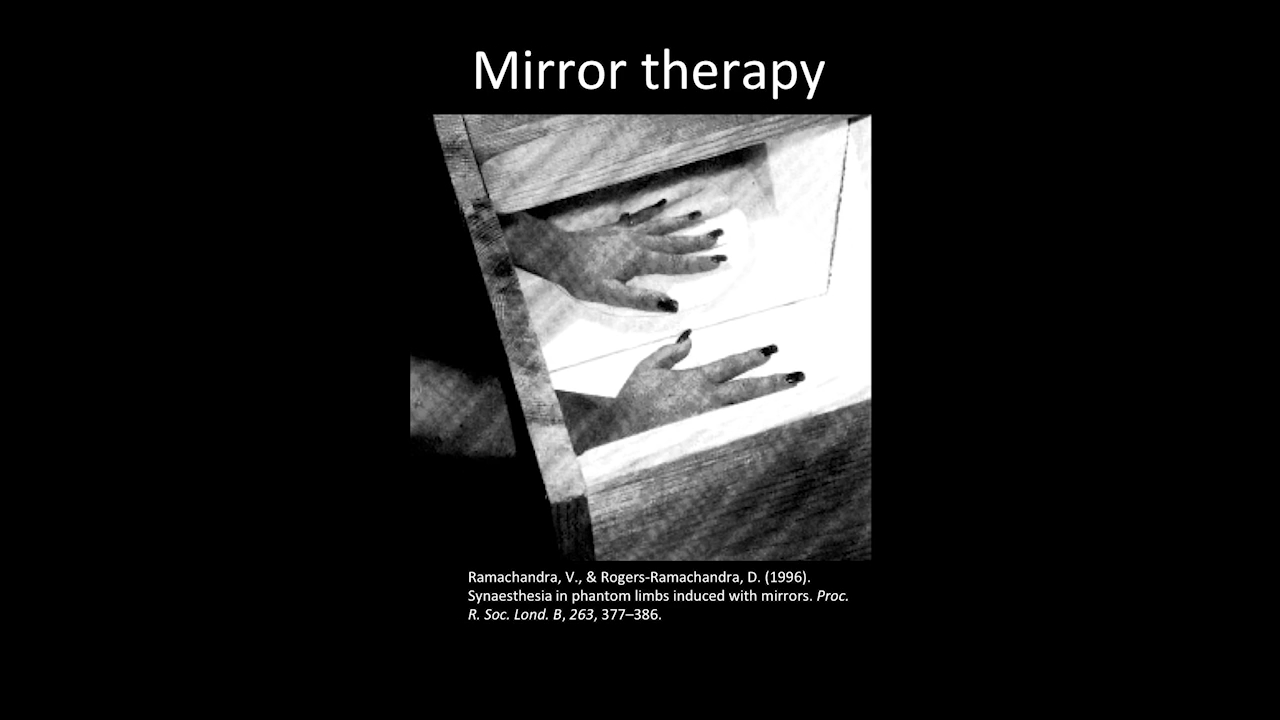 Mirror therapy
Ramachandra, V., & Rogers-Ramachandra, D. (1996).
Synaesthesia in phantom limbs induced with mirrors. Proc.
R. Soc. Lond. B, 263, 377–386.